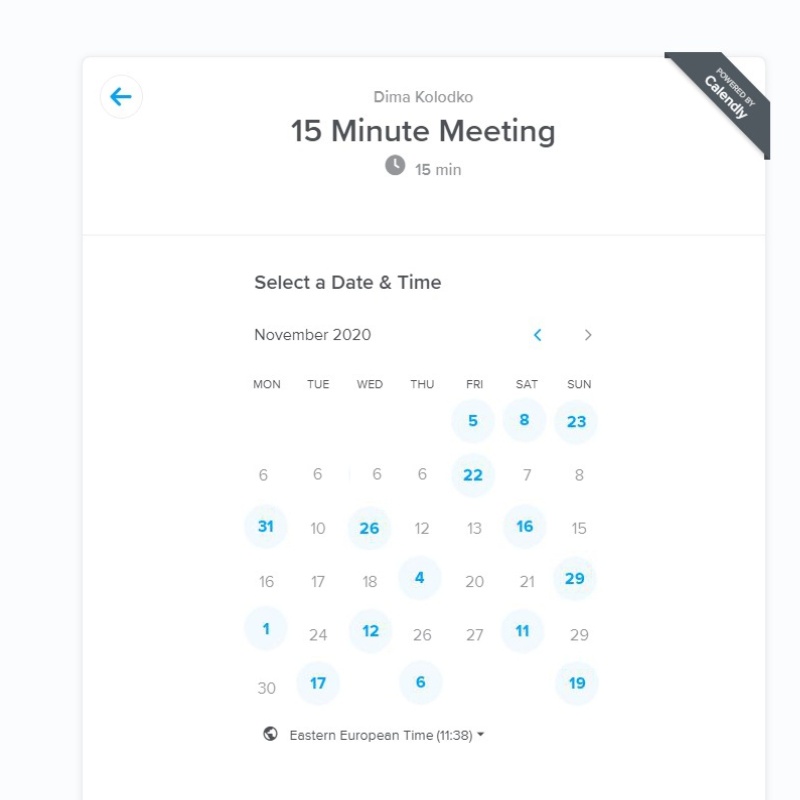 POWERED BY
Calendly
Dima Kolodko
15 Minute Meeting
15 min
Select a Date & Time
November 2020
MON TUE WED THU FRI SAT SUN
5 8 23
6 6 6 6 22 7 8
31 10 26 12 13 16 15
16 17 18 4 20 21 29
1 24 12 26 27 11 29
30 17 6 19
Eastern European Time (11:38)